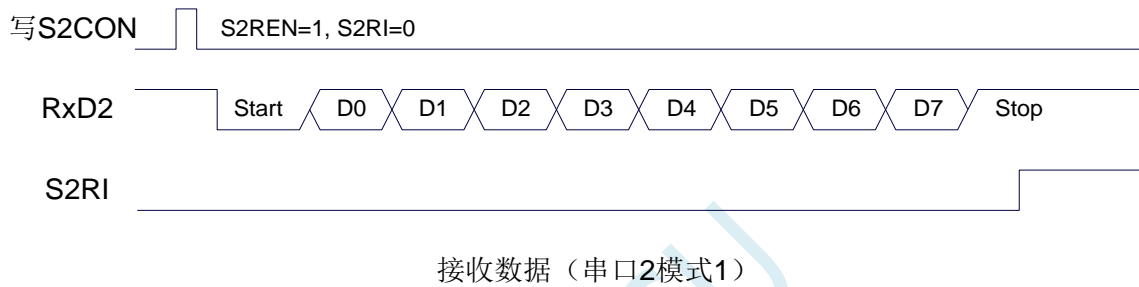 写S2CON S2REN=1, S2RI=0
RxD2 Start D0 D1 D2 D3 D4 D5 D6 D7 Stop
S2RI
接收数据（串口2模式1）